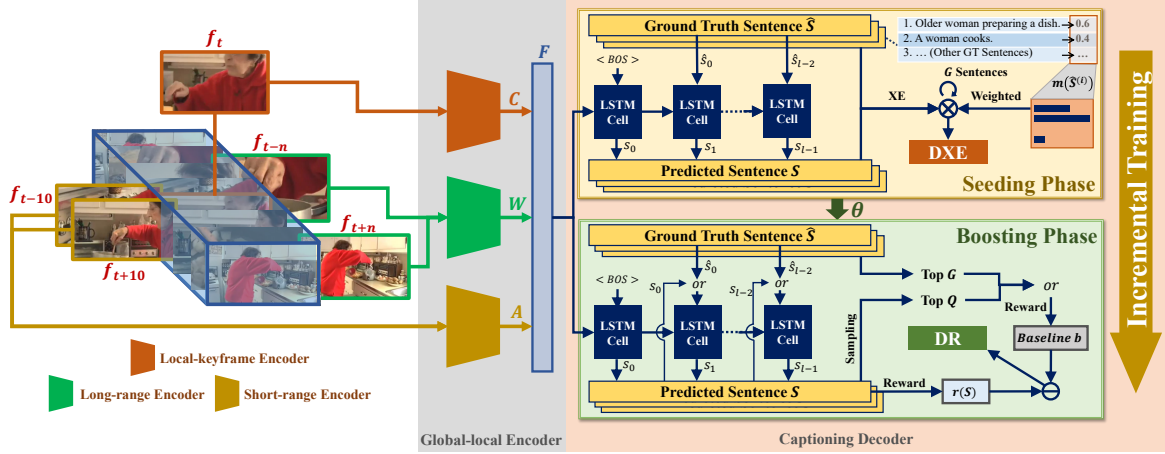 f_t
f_{t-n}
f_{t-10}
f_{t+n}
f_{t+10}
Local-keyframe Encoder
Long-range Encoder
Short-range Encoder
C
W
A
F
Global-local Encoder
Ground Truth Sentence Ŝ
< BOS >
ŝ_0
ŝ_{l-2}
LSTM Cell
LSTM Cell
LSTM Cell
s_0
s_1
s_{l-1}
Predicted Sentence S
1. Older woman preparing a dish.
0.6
2. A woman cooks.
0.4
3. … (Other GT Sentences)
…
G Sentences
m(Ŝ^{(i)})
XE
Weighted
DXE
Seeding Phase
θ
Boosting Phase
Ground Truth Sentence Ŝ
< BOS >
s_0
ŝ_0
or
s_{l-2}
ŝ_{l-2}
or
LSTM Cell
LSTM Cell
LSTM Cell
s_0
s_1
s_{l-1}
Predicted Sentence S
Sampling
Top G
Top Q
or
Reward
Baseline b
DR
Reward
r(S)
Captioning Decoder
Incremental Training